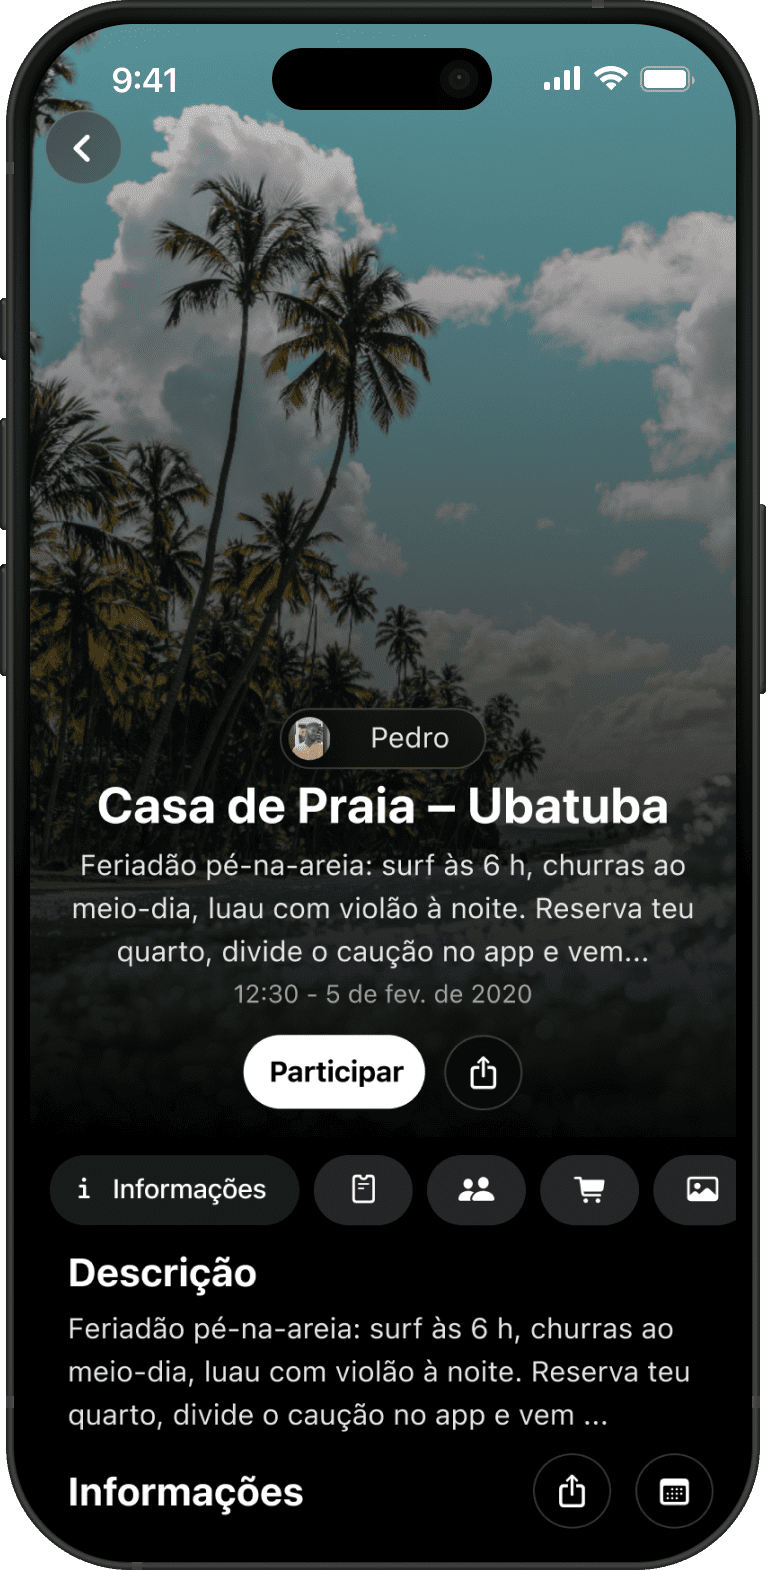 9:41
Pedro
Casa de Praia – Ubatuba
Feriadão pé-na-areia: surf às 6 h, churras ao
meio-dia, luau com violão à noite. Reserva teu
quarto, divide o caução no app e vem...
12:30 - 5 de fev. de 2020
Participar
Informações
Descrição
Feriadão pé-na-areia: surf às 6 h, churras ao
meio-dia, luau com violão à noite. Reserva teu
quarto, divide o caução no app e vem ...
Informações